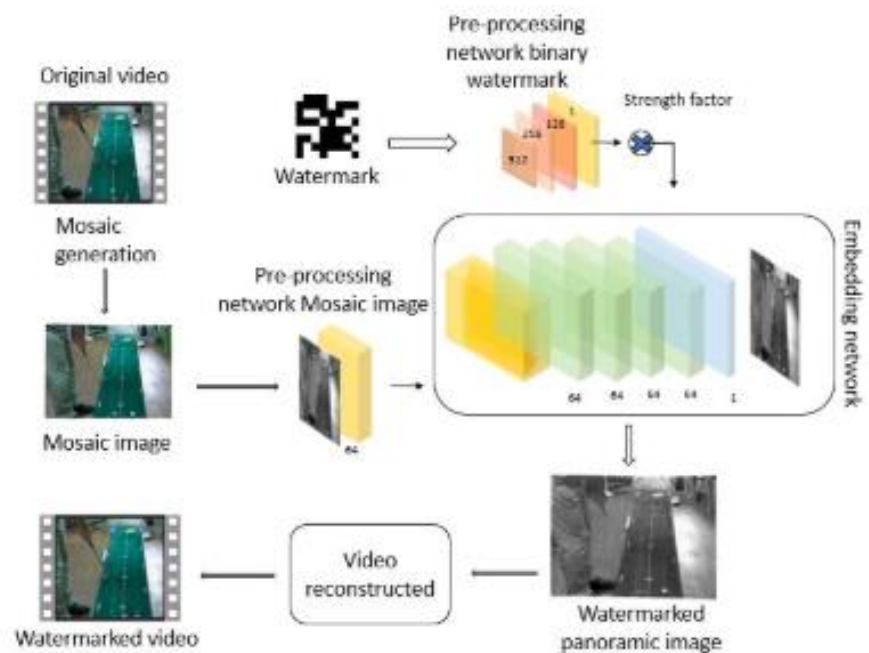 Original video
Pre-processing
network binary
watermark
Strength factor
1
128
256
512
Watermark
Mosaic
generation
Pre-processing
network Mosaic image
Embedding network
64
64
64
64
64
1
Mosaic image
Video
reconstructed
Watermarked video
Watermarked
panoramic image